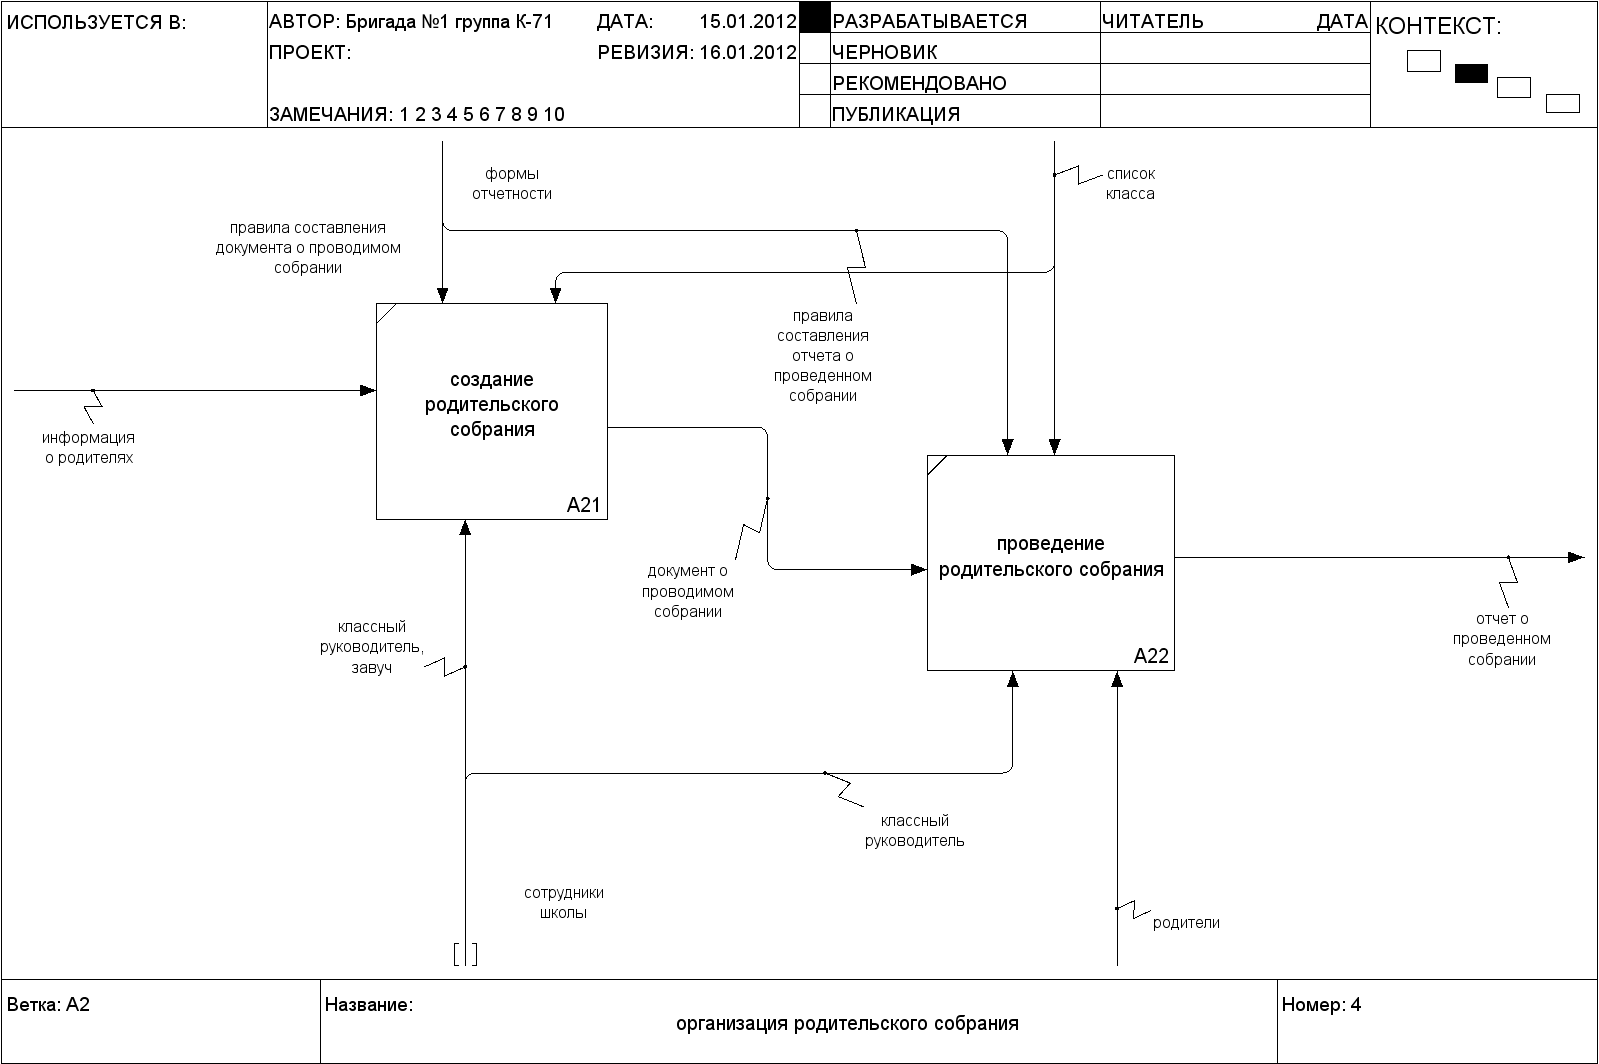 ИСПОЛЬЗУЕТСЯ В:
АВТОР: Бригада №1 группа К-71
ДАТА: 15.01.2012
ПРОЕКТ:
РЕВИЗИЯ: 16.01.2012
ЗАМЕЧАНИЯ: 1 2 3 4 5 6 7 8 9 10
РАЗРАБАТЫВАЕТСЯ
ЧЕРНОВИК
РЕКОМЕНДОВАНО
ПУБЛИКАЦИЯ
ЧИТАТЕЛЬ
ДАТА
КОНТЕКСТ:
формы
отчетности
список
класса
правила составления
документа о проводимом
собрании
правила
составления
отчета о
проведенном
собрании
создание
родительского
собрания
A21
информация
о родителях
проведение
родительского собрания
A22
документ о
проводимом
собрании
классный
руководитель,
завуч
отчет о
проведенном
собрании
классный
руководитель
сотрудники
школы
[ ]
родители
Ветка: A2
Название:
организация родительского собрания
Номер: 4